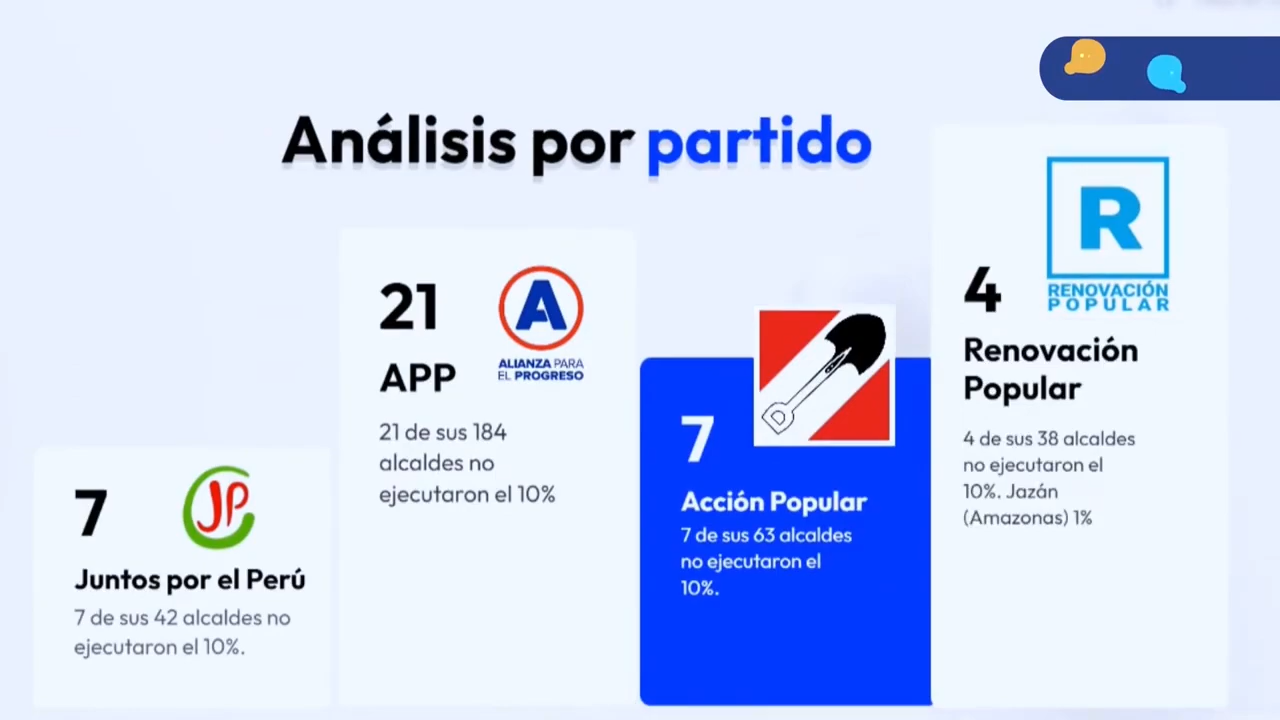 Análisis por partido
7
JP
Juntos por el Perú
7 de sus 42 alcaldes no
ejecutaron el 10%.
21
A
ALIANZA PARA
EL PROGRESO
APP
21 de sus 184
alcaldes no
ejecutaron el 10%
7
Acción Popular
7 de sus 63 alcaldes
no ejecutaron el
10%.
4
R
RENOVACIÓN
POPULAR
Renovación
Popular
4 de sus 38 alcaldes
no ejecutaron el
10%. Jazán
(Amazonas) 1%